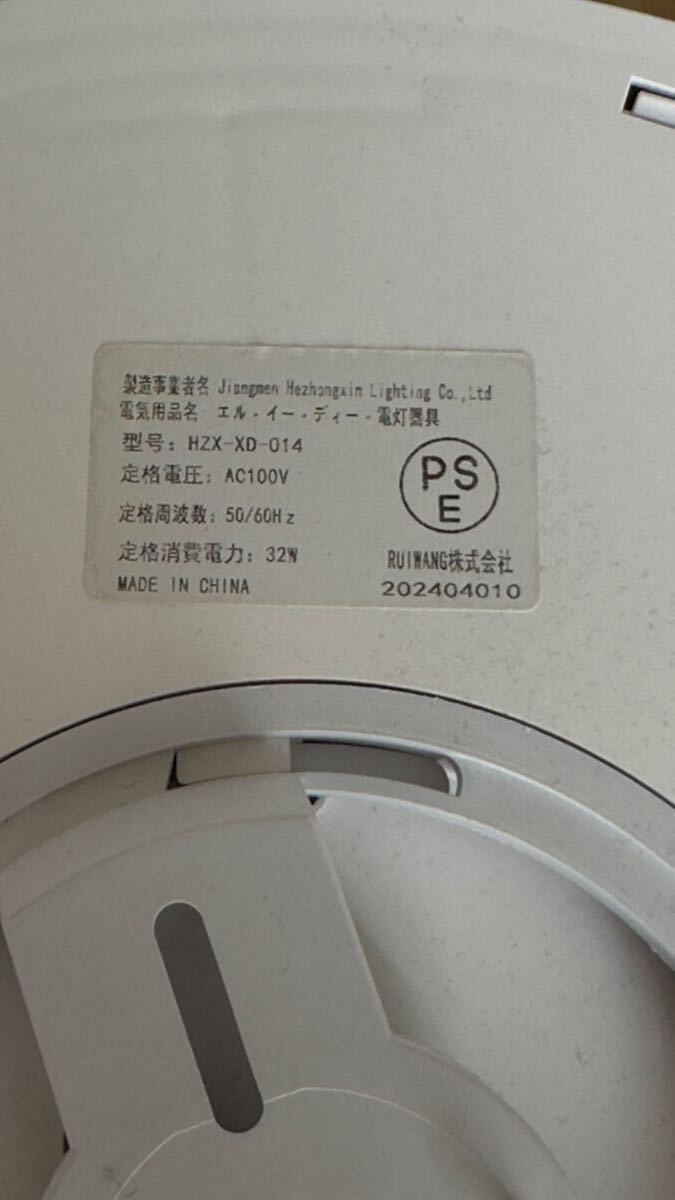 製造事業者名 Jiangmen Hezhongxin Lighting Co.,Ltd
電気用品名 エル・イー・ディー・電灯器具
型号: HZX-XD-014
定格電圧: AC100V
定格周波数: 50/60Hz
定格消費電力: 32W
MADE IN CHINA
PS
E
RUIWANG株式会社
202404010